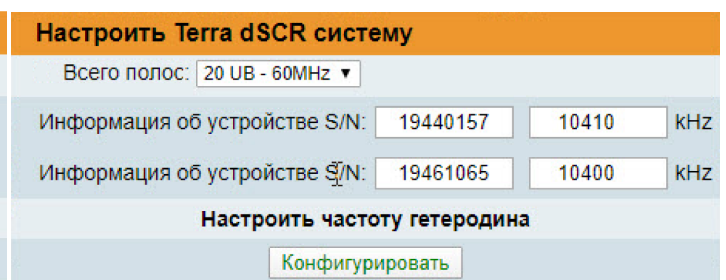 Настроить Terra dSCR систему
Всего полос: 20 UB - 60MHz ▼
Информация об устройстве S/N: 19440157 10410 kHz
Информация об устройстве S/N: 19461065 10400 kHz
Настроить частоту гетеродина
Конфигурировать